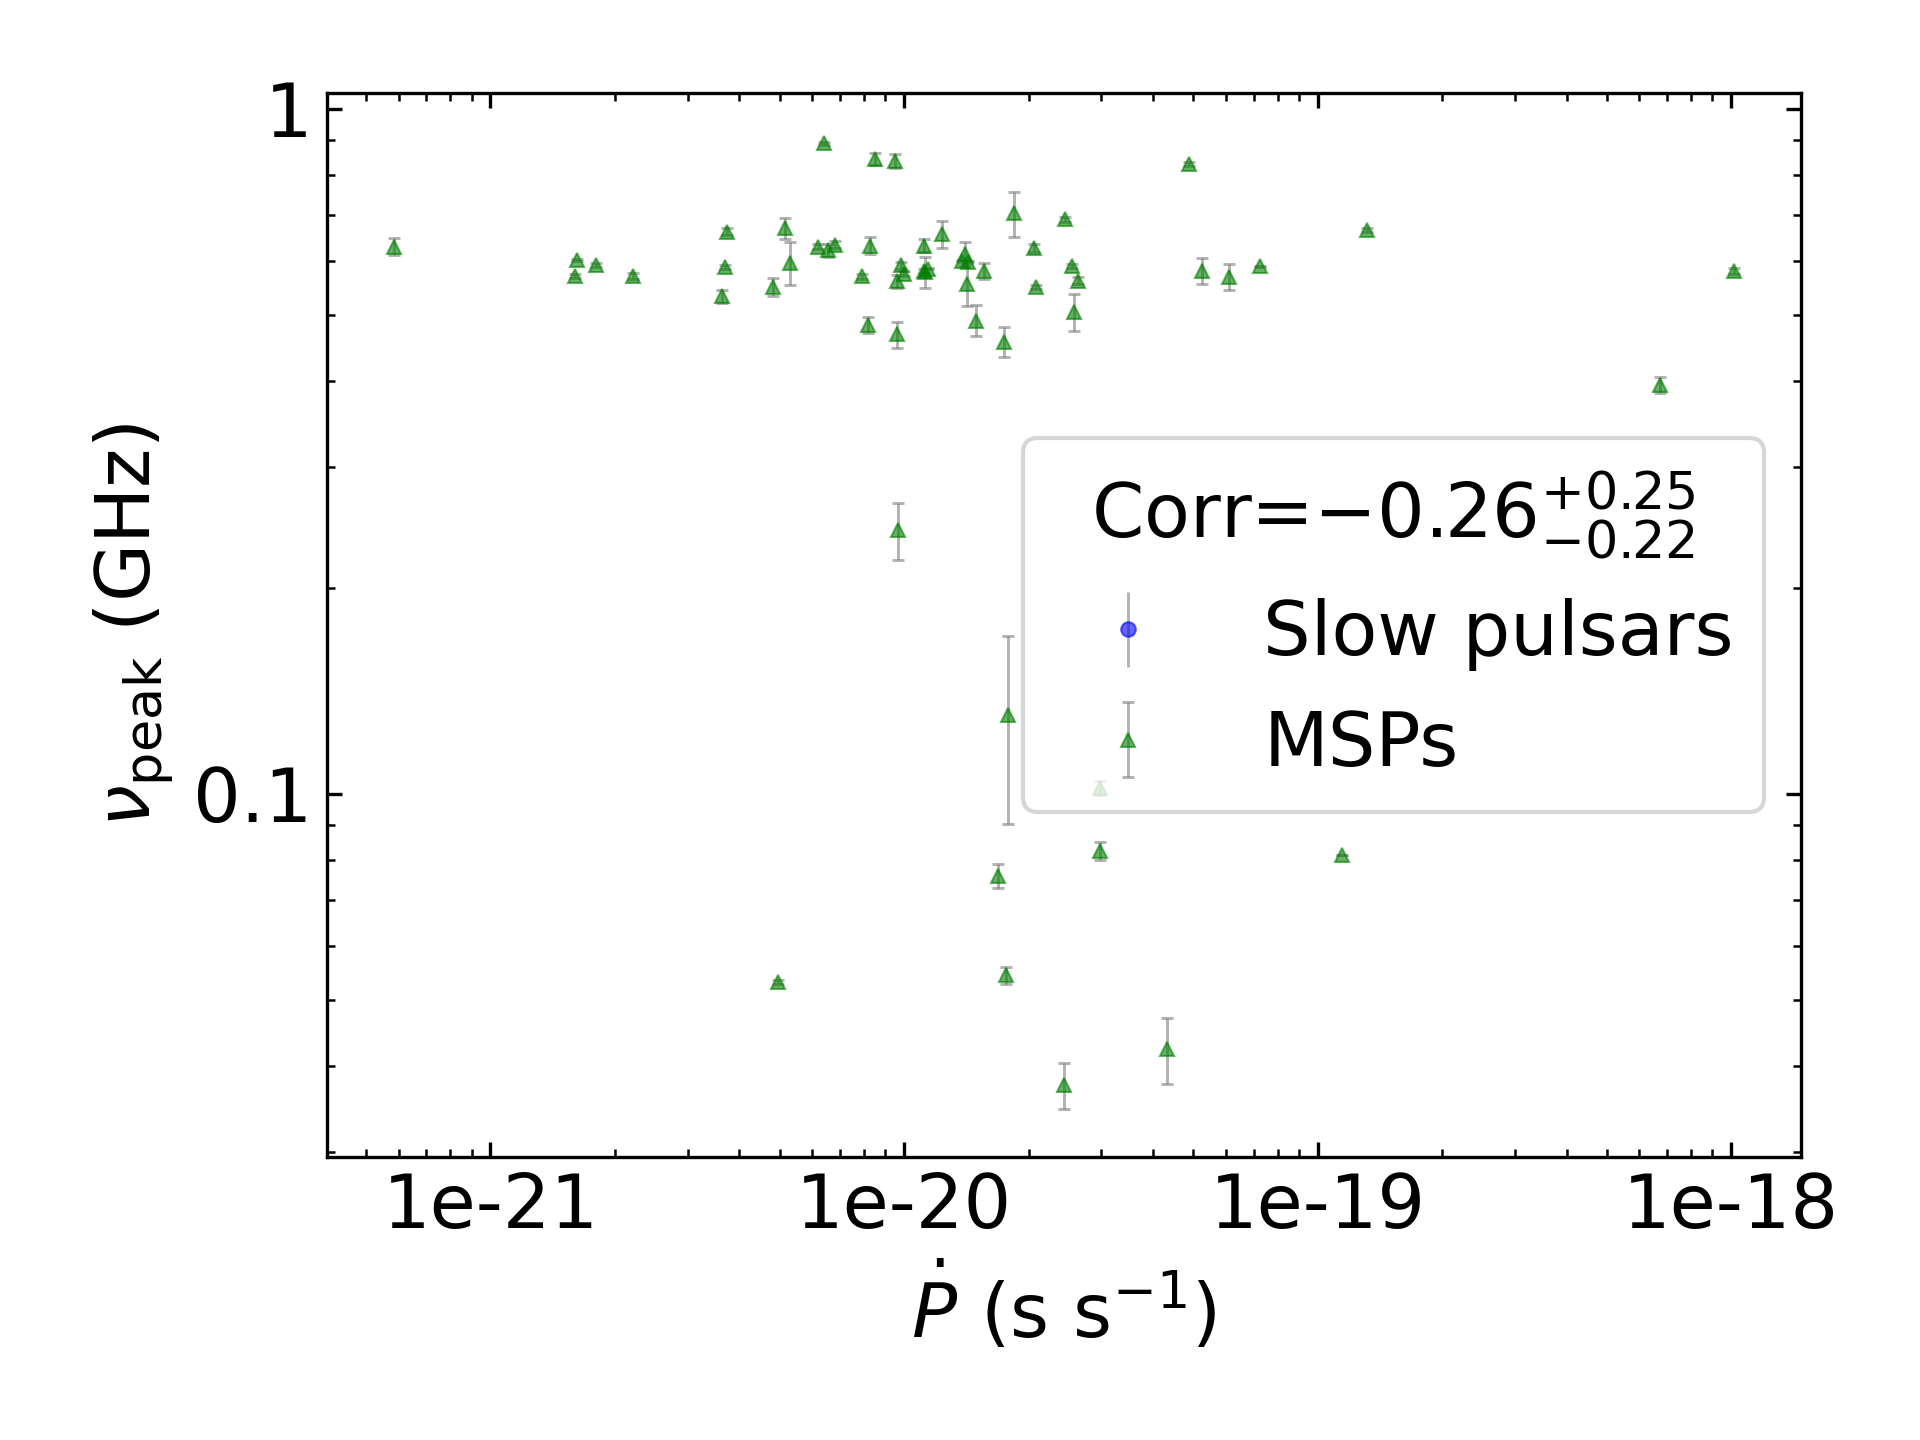 1
0.1
ν_peak (GHz)
Corr=−0.26 +0.25 −0.22
Slow pulsars
MSPs
1e-21 1e-20 1e-19 1e-18
Ṗ (s s⁻¹)